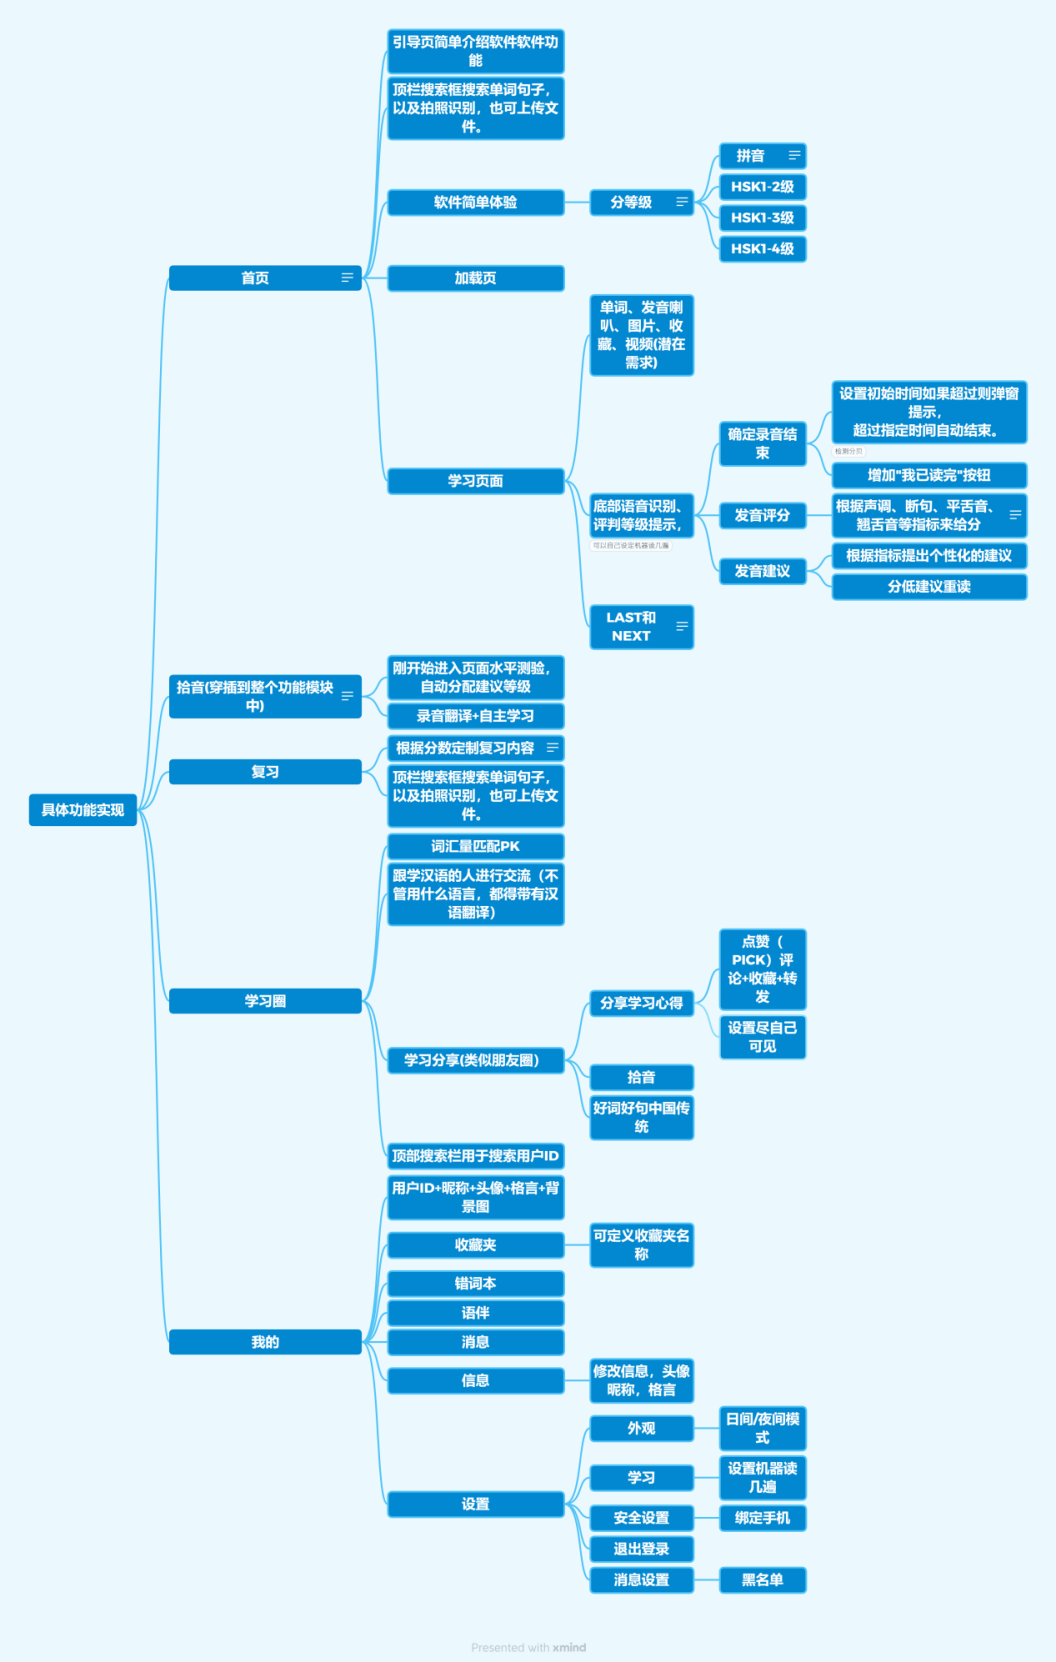 具体功能实现
首页
引导页简单介绍软件软件功
能
顶栏搜索框搜索单词句子，
以及拍照识别，也可上传文
件。
软件简单体验
分等级
拼音
HSK1-2级
HSK1-3级
HSK1-4级
加载页
学习页面
单词、发音喇
叭、图片、收
藏、视频(潜在
需求)
底部语音识别、
评判等级提示，
可以自己设定机器读几遍
确定录音结
束
设置初始时间如果超过则弹窗
提示，
超过指定时间自动结束。
检测分贝
增加"我已读完"按钮
发音评分
根据声调、断句、平舌音、
翘舌音等指标来给分
发音建议
根据指标提出个性化的建议
分低建议重读
LAST和
NEXT
拾音(穿插到整个功能模块
中)
刚开始进入页面水平测验，
自动分配建议等级
录音翻译+自主学习
复习
根据分数定制复习内容
顶栏搜索框搜索单词句子，
以及拍照识别，也可上传文
件。
学习圈
词汇量匹配PK
跟学汉语的人进行交流（不
管用什么语言，都得带有汉
语翻译）
学习分享(类似朋友圈）
分享学习心得
点赞（
PICK）评
论+收藏+转
发
设置尽自己
可见
拾音
好词好句中国传
统
顶部搜索栏用于搜索用户ID
我的
用户ID+昵称+头像+格言+背
景图
收藏夹
可定义收藏夹名
称
错词本
语伴
消息
信息
修改信息，头像
昵称，格言
设置
外观
日间/夜间模
式
学习
设置机器读
几遍
安全设置
绑定手机
退出登录
消息设置
黑名单
Presented with xmind